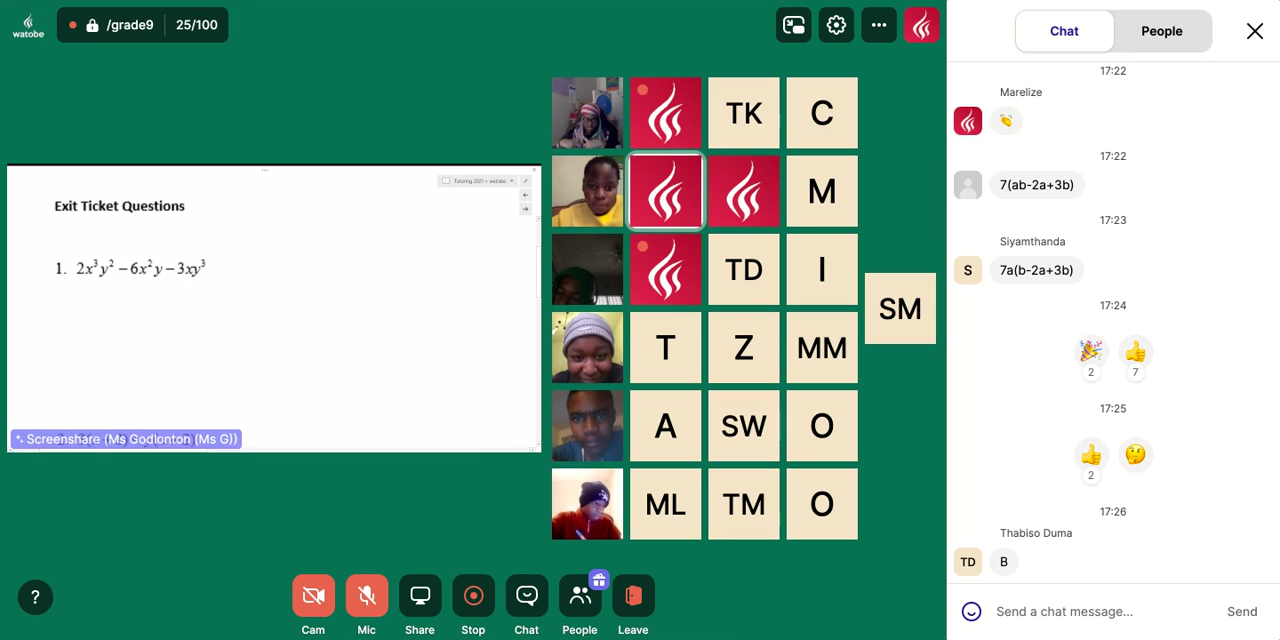 watobe
/grade9 25/100
Tutoring 2021 > watobe
Exit Ticket Questions
1. 2x³y² – 6x²y – 3xy³
Screenshare (Ms Godlonton (Ms G))
TK C
M
TD I
SM
T Z MM
A SW O
ML TM O
?
Cam Mic Share Stop Chat People Leave
Chat People
17:22
Marelize
👏
17:22
7(ab-2a+3b)
17:23
Siyamthanda
S 7a(b-2a+3b)
17:24
🎉 👍
2 7
17:25
👍 🤔
2
17:26
Thabiso Duma
TD B
Send a chat message... Send